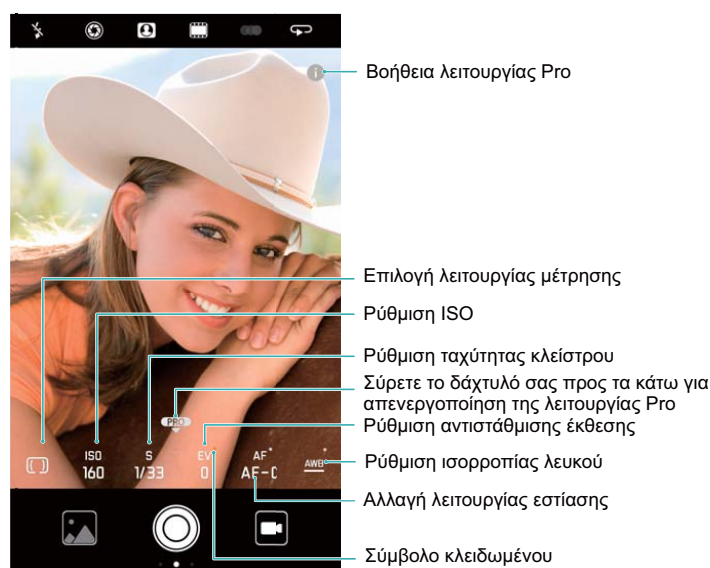 Βοήθεια λειτουργίας Pro
Επιλογή λειτουργίας μέτρησης
Ρύθμιση ISO
Ρύθμιση ταχύτητας κλείστρου
Σύρετε το δάχτυλό σας προς τα κάτω για
απενεργοποίηση της λειτουργίας Pro
Ρύθμιση αντιστάθμισης έκθεσης
PRO
ISO S EV AF AWB
160 1/33 0 AF-C
Ρύθμιση ισορροπίας λευκού
Αλλαγή λειτουργίας εστίασης
Σύμβολο κλειδωμένου